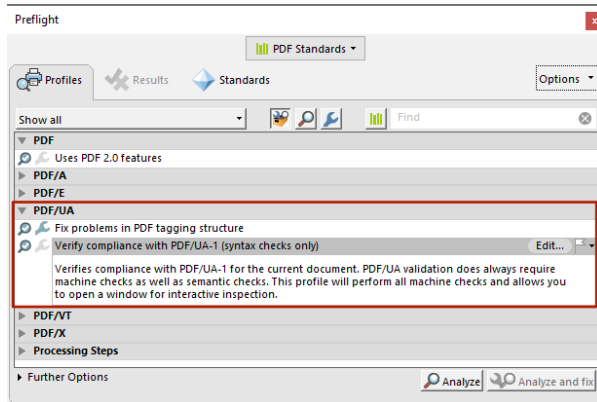 Preflight
x
PDF Standards
Profiles Results Standards Options
Show all Find
PDF
Uses PDF 2.0 features
PDF/A
PDF/E
PDF/UA
Fix problems in PDF tagging structure
Verify compliance with PDF/UA-1 (syntax checks only) Edit...
Verifies compliance with PDF/UA-1 for the current document. PDF/UA validation does always require
machine checks as well as semantic checks. This profile will perform all machine checks and allows you
to open a window for interactive inspection.
PDF/VT
PDF/X
Processing Steps
Further Options Analyze Analyze and fix